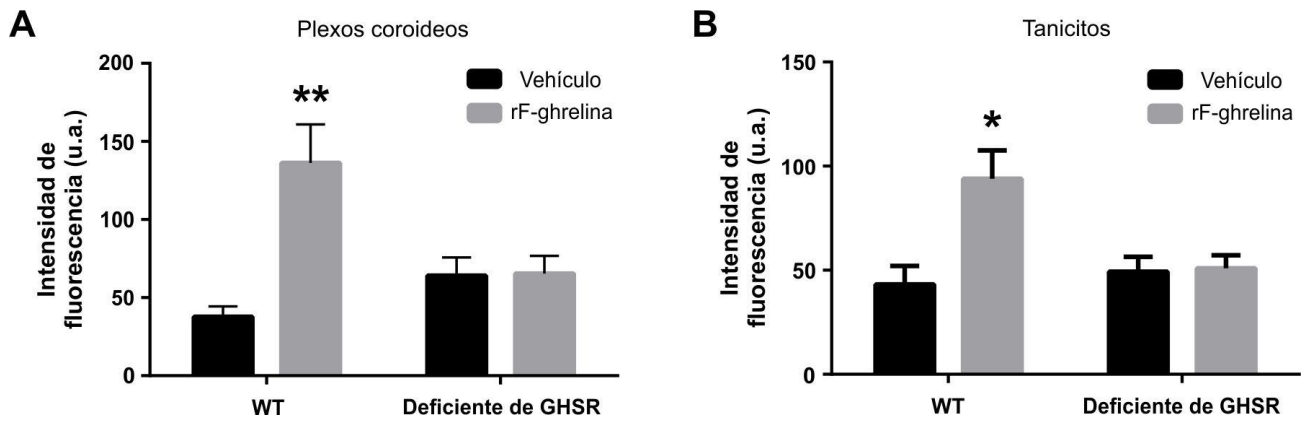 A
Plexos coroideos
Intensidad de
fluorescencia (u.a.)
200
150
100
50
0
**
Vehículo
rF-ghrelina
WT
Deficiente de GHSR
B
Tanicitos
Intensidad de
fluorescencia (u.a.)
150
100
50
0
*
Vehículo
rF-ghrelina
WT
Deficiente de GHSR